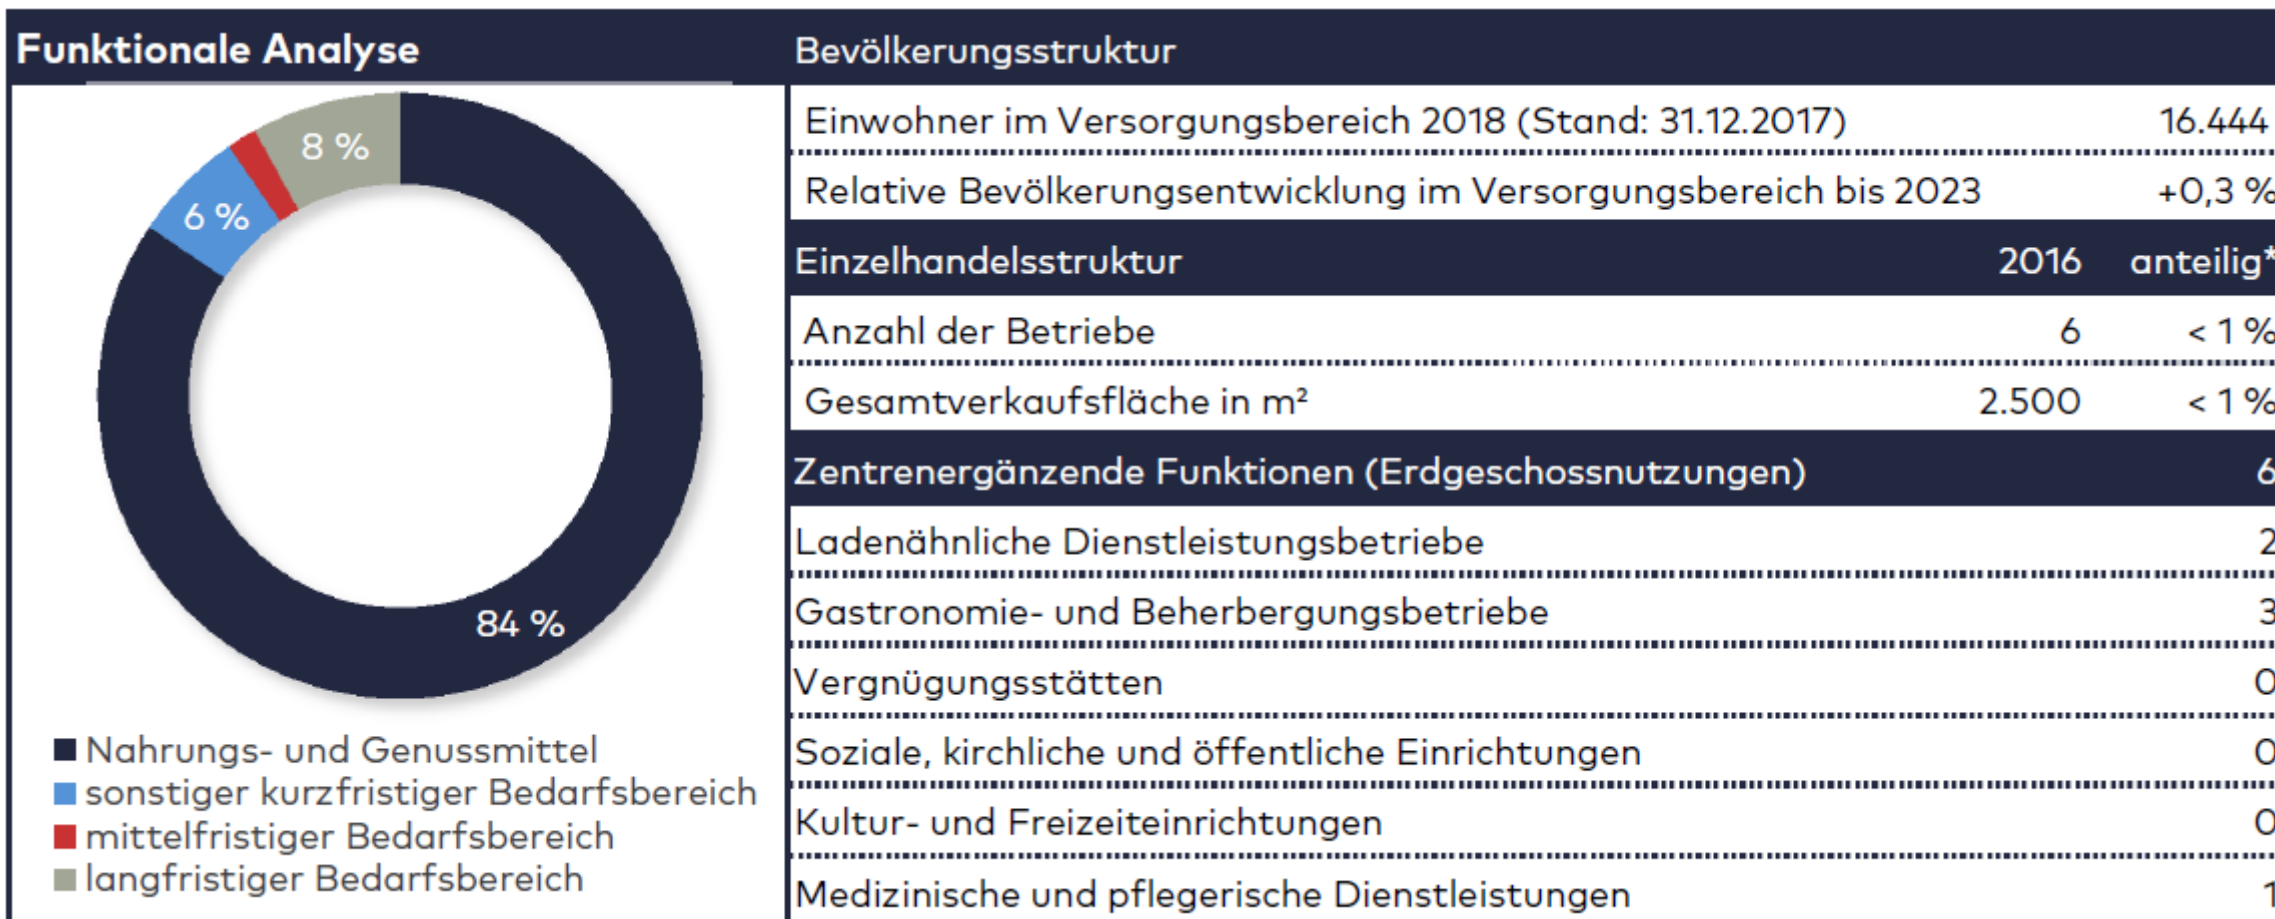 Funktionale Analyse
8 %
6 %
84 %
Nahrungs- und Genussmittel
sonstiger kurzfristiger Bedarfsbereich
mittelfristiger Bedarfsbereich
langfristiger Bedarfsbereich
Bevölkerungsstruktur
Einwohner im Versorgungsbereich 2018 (Stand: 31.12.2017) 16.444
Relative Bevölkerungsentwicklung im Versorgungsbereich bis 2023 +0,3 %
Einzelhandelsstruktur 2016 anteilig*
Anzahl der Betriebe 6 < 1 %
Gesamtverkaufsfläche in m² 2.500 < 1 %
Zentrenergänzende Funktionen (Erdgeschossnutzungen) 6
Ladenähnliche Dienstleistungsbetriebe 2
Gastronomie- und Beherbergungsbetriebe 3
Vergnügungsstätten 0
Soziale, kirchliche und öffentliche Einrichtungen 0
Kultur- und Freizeiteinrichtungen 0
Medizinische und pflegerische Dienstleistungen 1